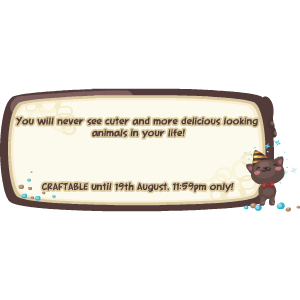 You will never see cuter and more delicious looking
animals in your life!
CRAFTABLE until 19th August, 11:59pm only!